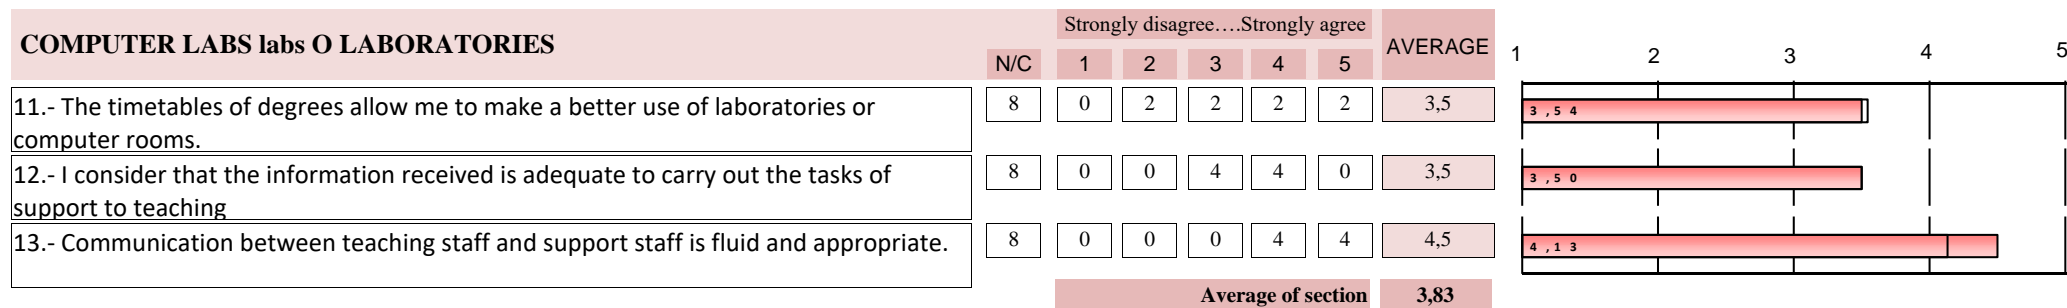 COMPUTER LABS labs O LABORATORIES
Strongly disagree….Strongly agree
N/C 1 2 3 4 5 AVERAGE
1 2 3 4 5
11.- The timetables of degrees allow me to make a better use of laboratories or
computer rooms.
8 0 2 2 2 2 3,5
3,54
12.- I consider that the information received is adequate to carry out the tasks of
support to teaching
8 0 0 4 4 0 3,5
3,50
13.- Communication between teaching staff and support staff is fluid and appropriate.
8 0 0 0 4 4 4,5
4,13
Average of section 3,83